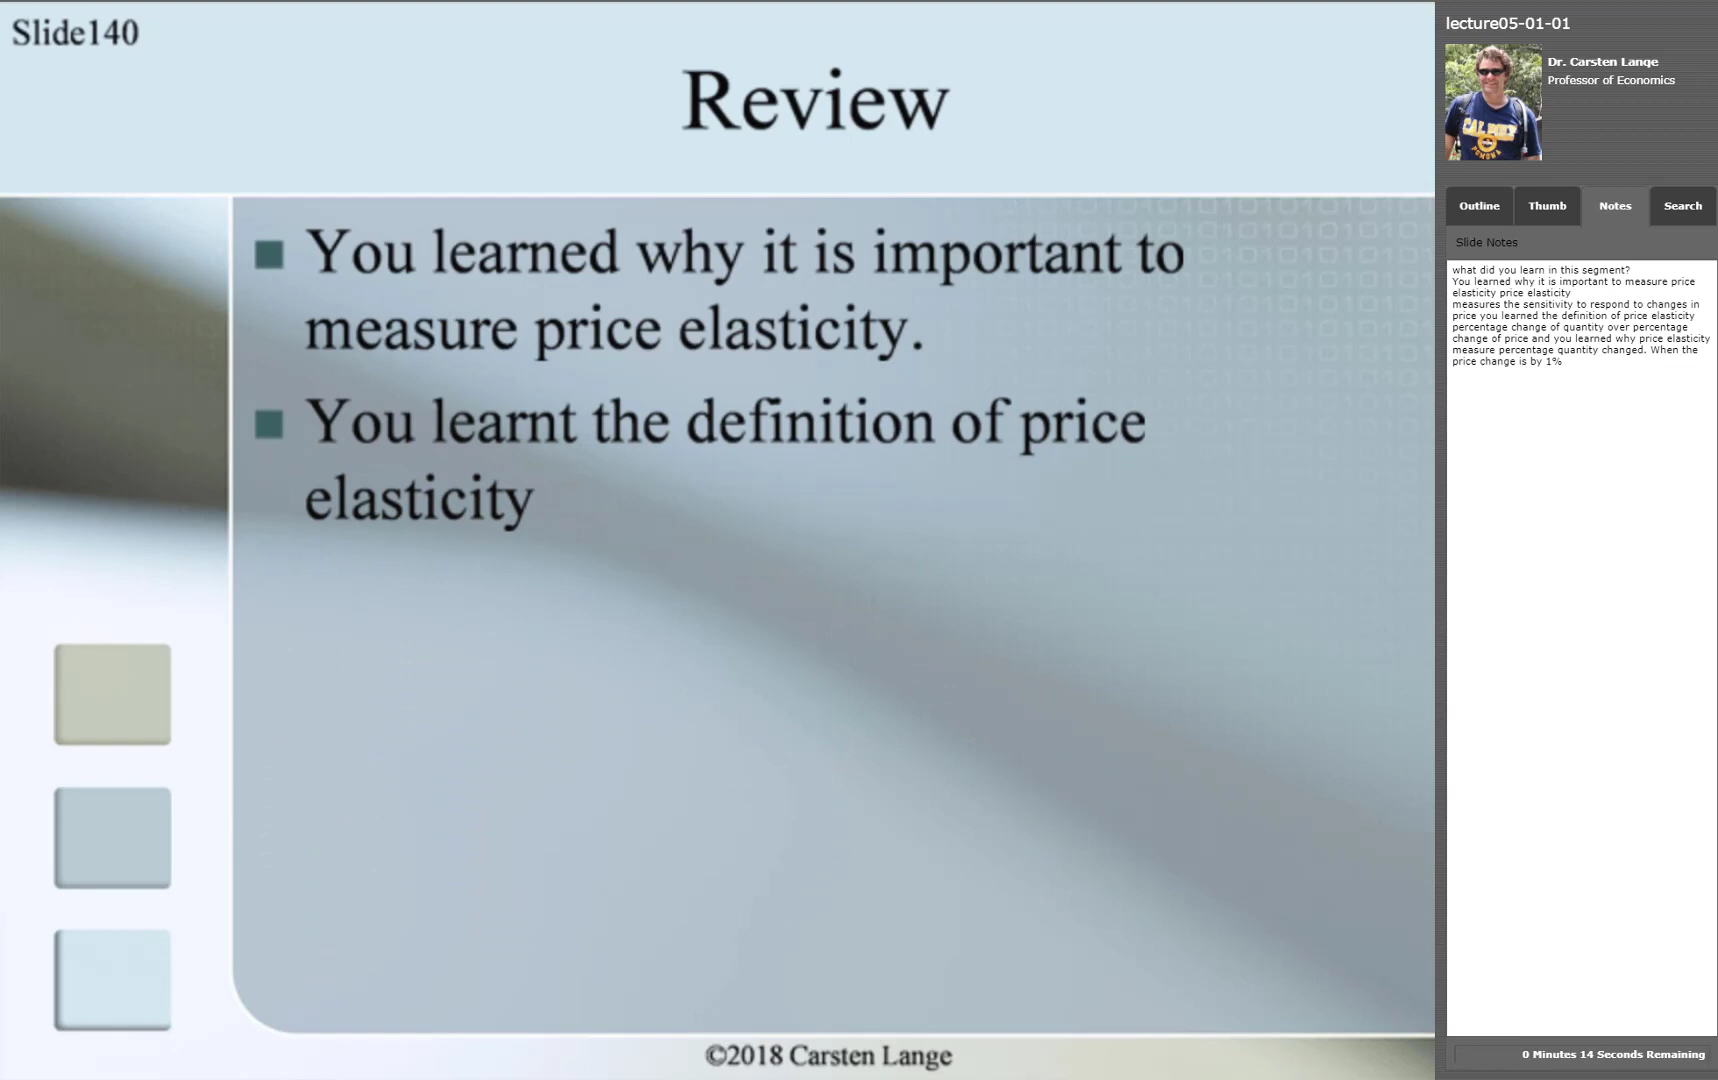 Slide140
Review
You learned why it is important to
measure price elasticity.
You learnt the definition of price
elasticity
©2018 Carsten Lange
lecture05-01-01
Dr. Carsten Lange
Professor of Economics
CAL POLY
POMONA
Outline
Thumb
Notes
Search
Slide Notes
what did you learn in this segment?
You learned why it is important to measure price
elasticity price elasticity
measures the sensitivity to respond to changes in
price you learned the definition of price elasticity
percentage change of quantity over percentage
change of price and you learned why price elasticity
measure percentage quantity changed. When the
price change is by 1%
0 Minutes 14 Seconds Remaining